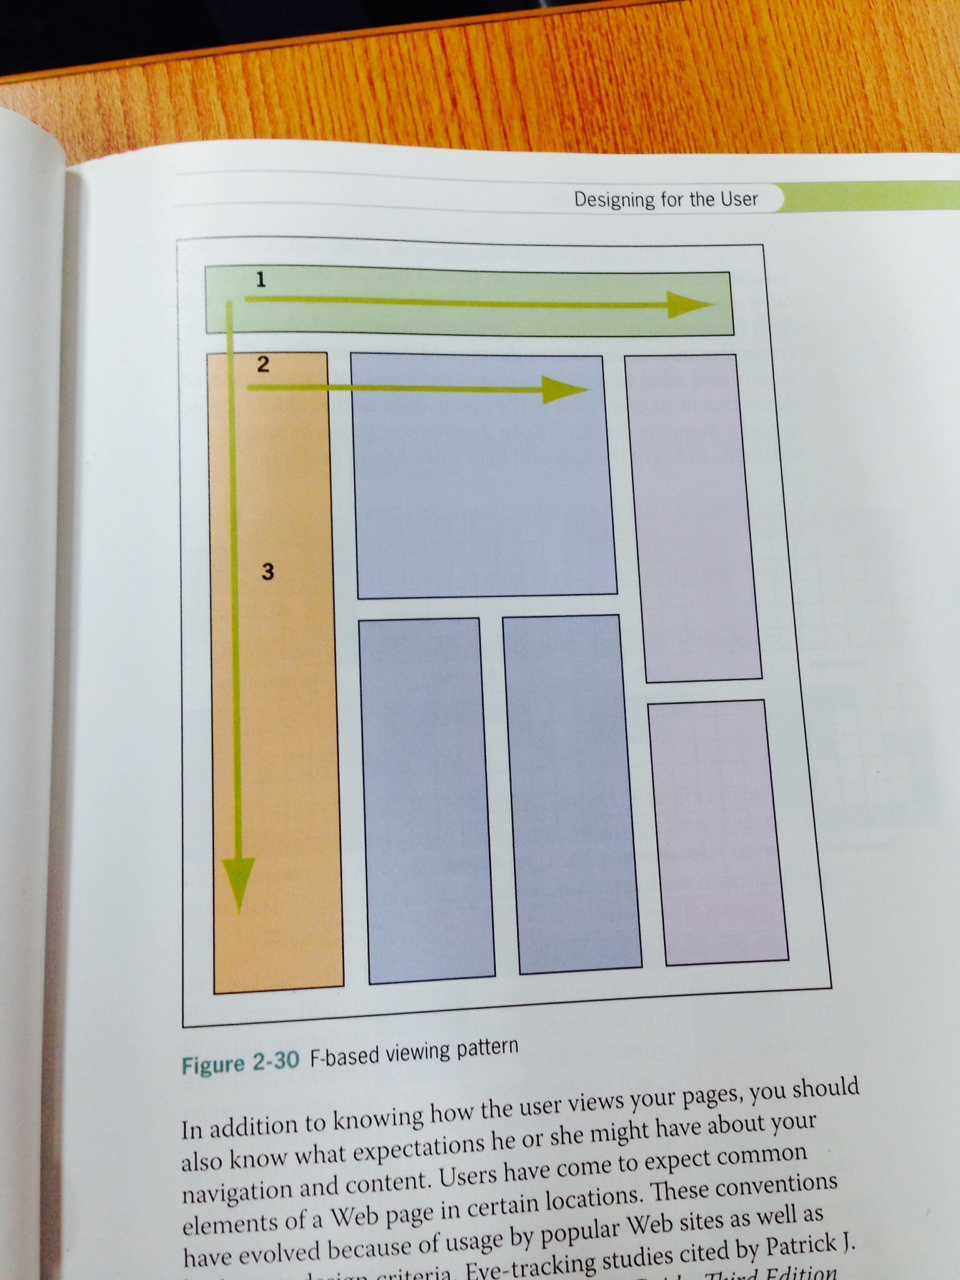 Designing for the User
1
2
3
Figure 2-30 F-based viewing pattern
In addition to knowing how the user views your pages, you should
also know what expectations he or she might have about your
navigation and content. Users have come to expect common
elements of a Web page in certain locations. These conventions
have evolved because of usage by popular Web sites as well as
design criteria. Eye-tracking studies cited by Patrick J.
Third Edition